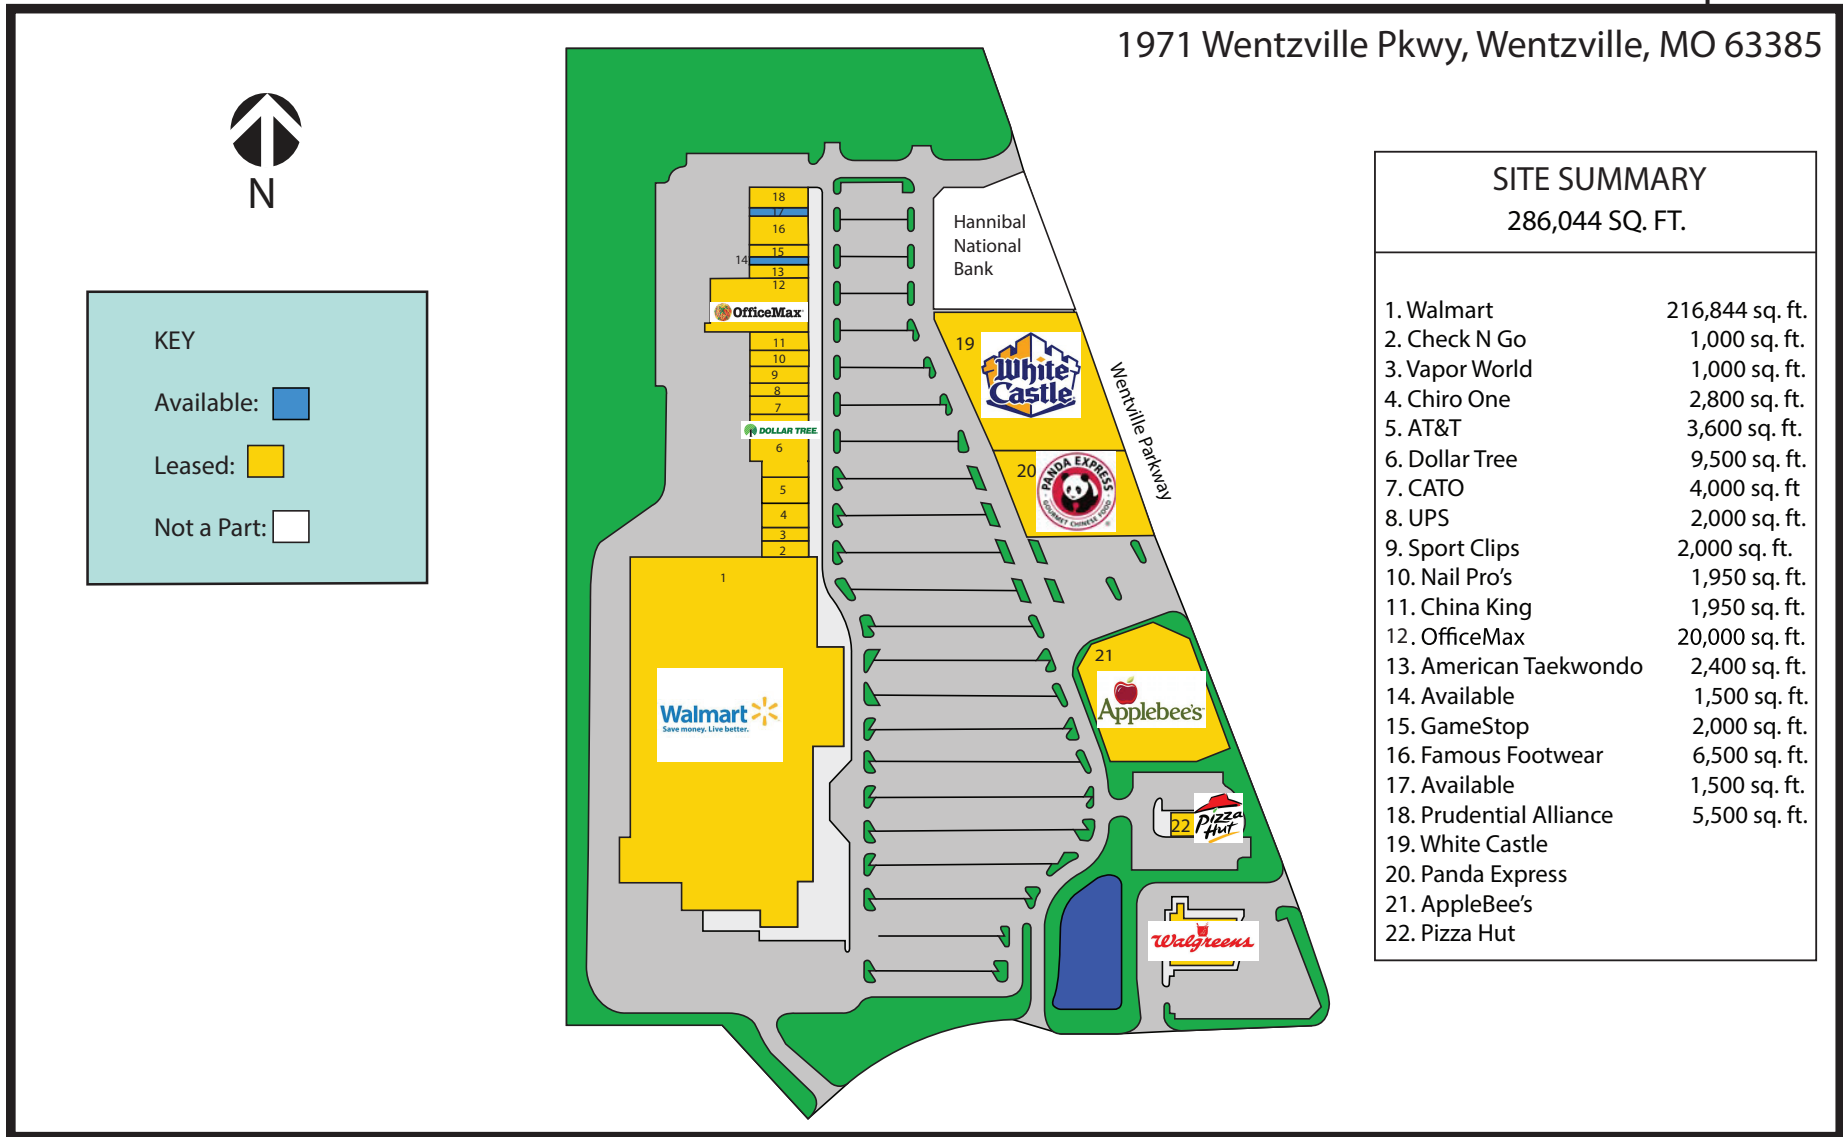 1971 Wentzville Pkwy, Wentzville, MO 63385
N
KEY
Available:
Leased:
Not a Part:
18
17
16
15
14
13
12
OfficeMax
11
10
9
8
7
DOLLAR TREE
6
5
4
3
2
1
Walmart
Save money. Live better.
Hannibal
National
Bank
19
White
Castle
20
PANDA EXPRESS
GOURMET CHINESE FOOD
Wentville Parkway
21
Applebee's
22
Pizza
Hut
Walgreens
SITE SUMMARY
286,044 SQ. FT.
1. Walmart 216,844 sq. ft.
2. Check N Go 1,000 sq. ft.
3. Vapor World 1,000 sq. ft.
4. Chiro One 2,800 sq. ft.
5. AT&T 3,600 sq. ft.
6. Dollar Tree 9,500 sq. ft.
7. CATO 4,000 sq. ft
8. UPS 2,000 sq. ft.
9. Sport Clips 2,000 sq. ft.
10. Nail Pro's 1,950 sq. ft.
11. China King 1,950 sq. ft.
12. OfficeMax 20,000 sq. ft.
13. American Taekwondo 2,400 sq. ft.
14. Available 1,500 sq. ft.
15. GameStop 2,000 sq. ft.
16. Famous Footwear 6,500 sq. ft.
17. Available 1,500 sq. ft.
18. Prudential Alliance 5,500 sq. ft.
19. White Castle
20. Panda Express
21. AppleBee's
22. Pizza Hut